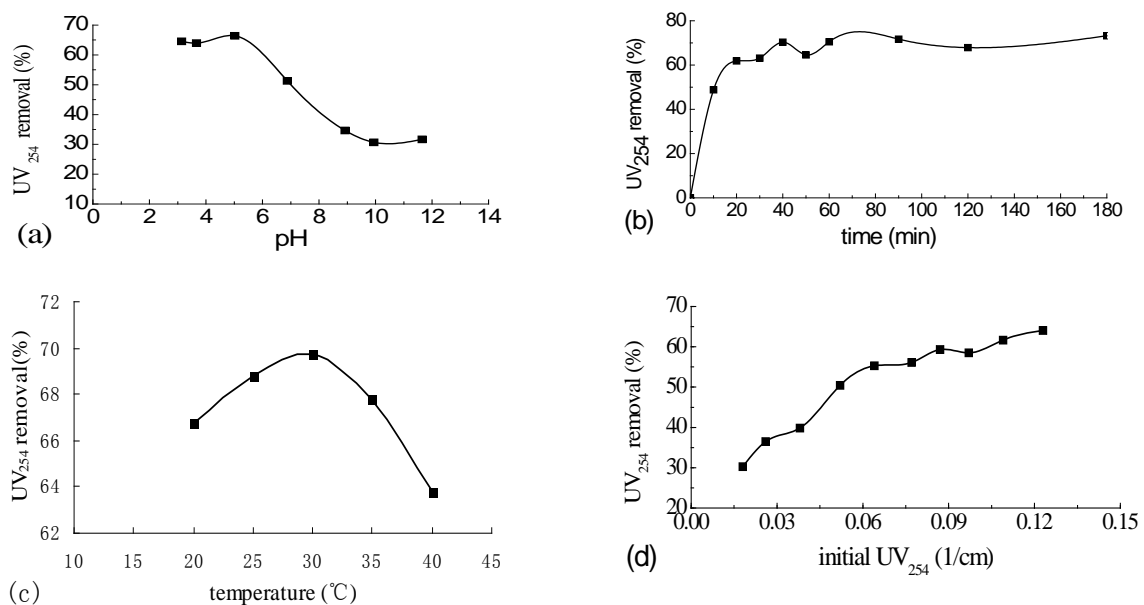 70
60
50
40
30
20
10
UV254 removal (%)
0 2 4 6 8 10 12 14
pH
(a)
80
60
40
20
0
UV254 removal (%)
0 20 40 60 80 100 120 140 160 180
time (min)
(b)
72
70
68
66
64
62
UV254 removal(%)
10 15 20 25 30 35 40 45
temperature (℃)
(c)
70
60
50
40
30
20
UV254 removal (%)
0.00 0.03 0.06 0.09 0.12 0.15
initial UV254 (1/cm)
(d)